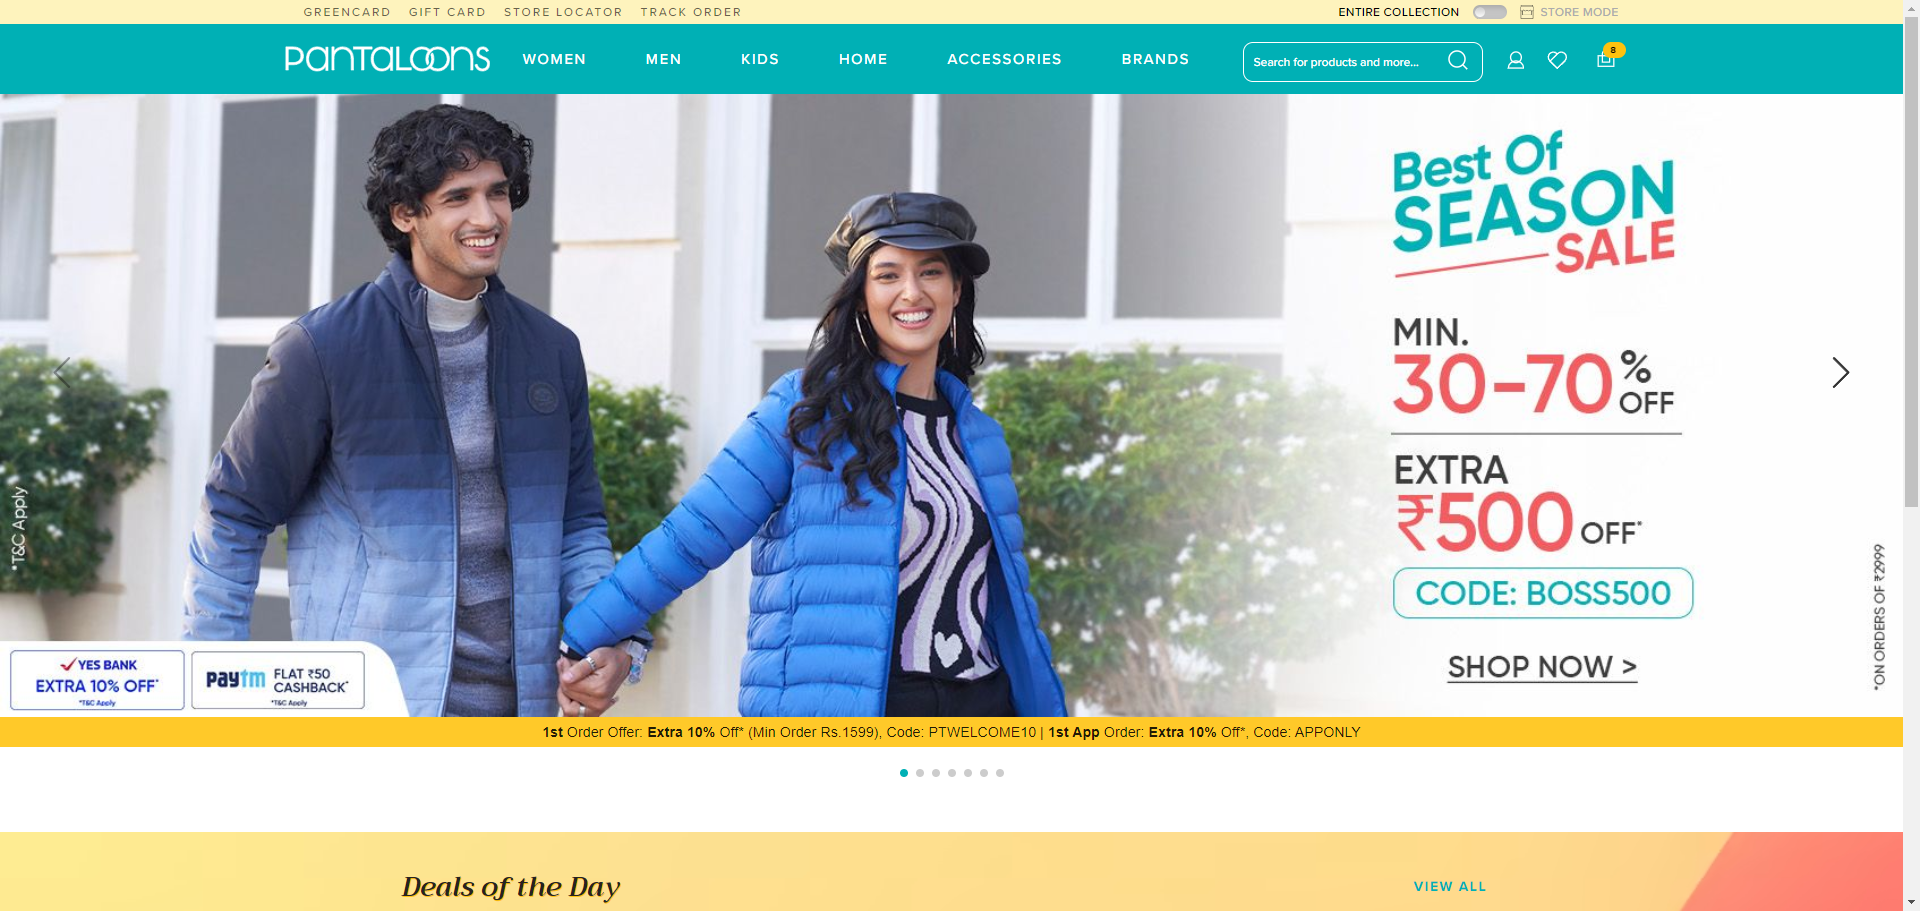 GREENCARD GIFT CARD STORE LOCATOR TRACK ORDER ENTIRE COLLECTION STORE MODE
PANTALOONS WOMEN MEN KIDS HOME ACCESSORIES BRANDS Search for products and more... 8
Best Of
SEASON
SALE
MIN.
30-70% OFF
EXTRA
₹500 OFF*
CODE: BOSS500
SHOP NOW >
*T&C Apply
*ON ORDERS OF ₹2999
YES BANK
EXTRA 10% OFF*
*T&C Apply
paytm FLAT ₹50
CASHBACK*
*T&C Apply
1st Order Offer: Extra 10% Off* (Min Order Rs.1599), Code: PTWELCOME10 | 1st App Order: Extra 10% Off*, Code: APPONLY
Deals of the Day VIEW ALL